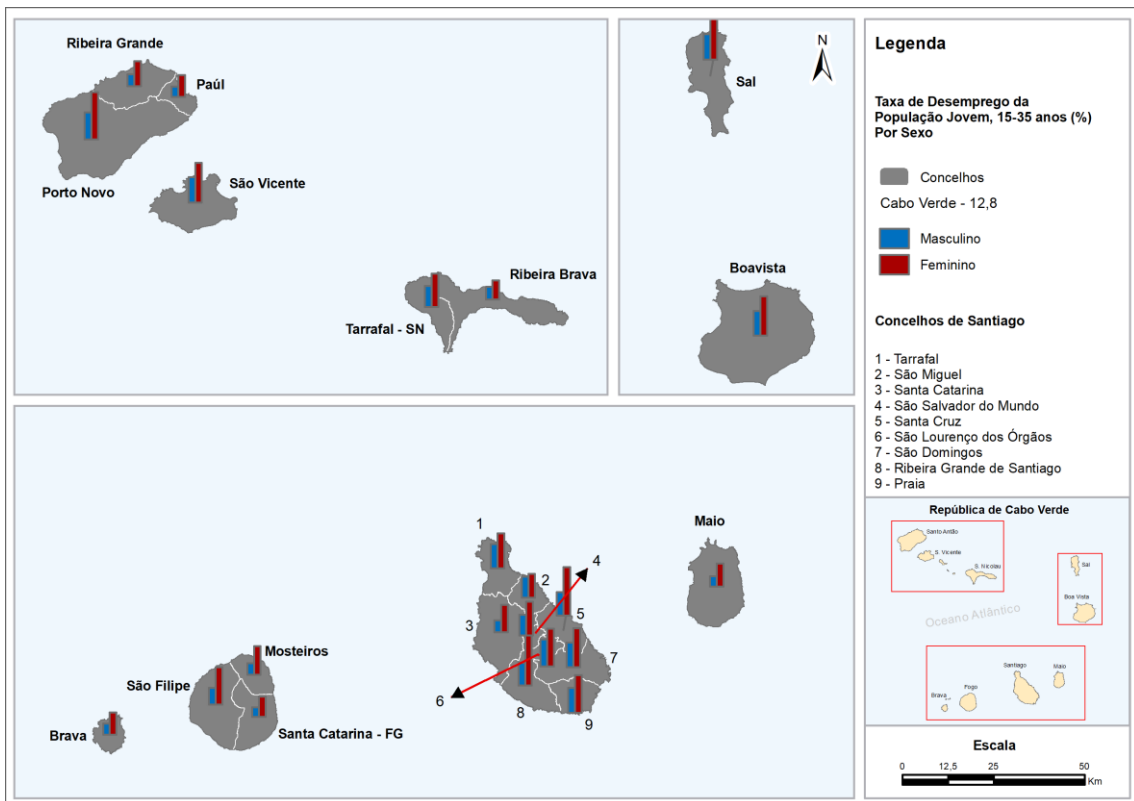 Ribeira Grande
Paúl
Porto Novo
São Vicente
Ribeira Brava
Tarrafal - SN
Sal
N
Boavista
1
2
3
4
5
6
7
8
9
Maio
Mosteiros
São Filipe
Santa Catarina - FG
Brava
Legenda
Taxa de Desemprego da
População Jovem, 15-35 anos (%)
Por Sexo
Concelhos
Cabo Verde - 12,8
Masculino
Feminino
Concelhos de Santiago
1 - Tarrafal
2 - São Miguel
3 - Santa Catarina
4 - São Salvador do Mundo
5 - Santa Cruz
6 - São Lourenço dos Órgãos
7 - São Domingos
8 - Ribeira Grande de Santiago
9 - Praia
República de Cabo Verde
Santo Antão
S. Vicente
S. Nicolau
Sal
Boa Vista
Oceano Atlântico
Santiago
Maio
Fogo
Brava
Escala
0 12,5 25 50
Km